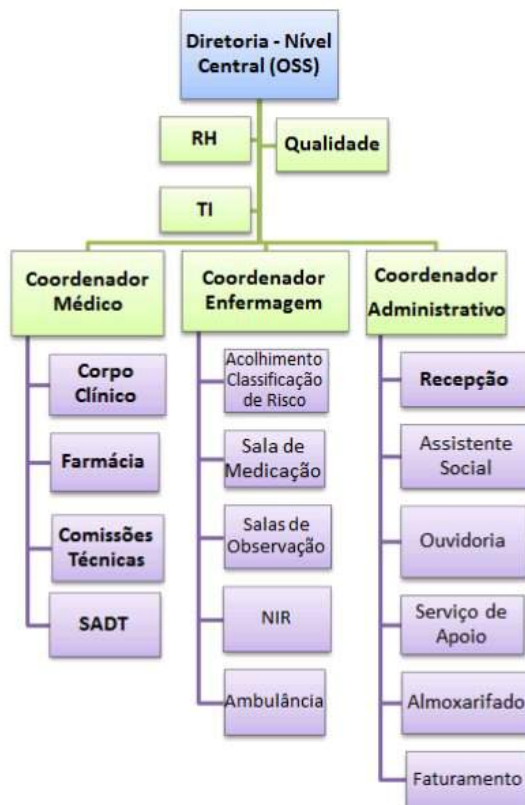 Diretoria - Nível
Central (OSS)
RH
Qualidade
TI
Coordenador
Médico
Coordenador
Enfermagem
Coordenador
Administrativo
Corpo
Clínico
Farmácia
Comissões
Técnicas
SADT
Acolhimento
Classificação
de Risco
Sala de
Medicação
Salas de
Observação
NIR
Ambulância
Recepção
Assistente
Social
Ouvidoria
Serviço de
Apoio
Almoxarifado
Faturamento